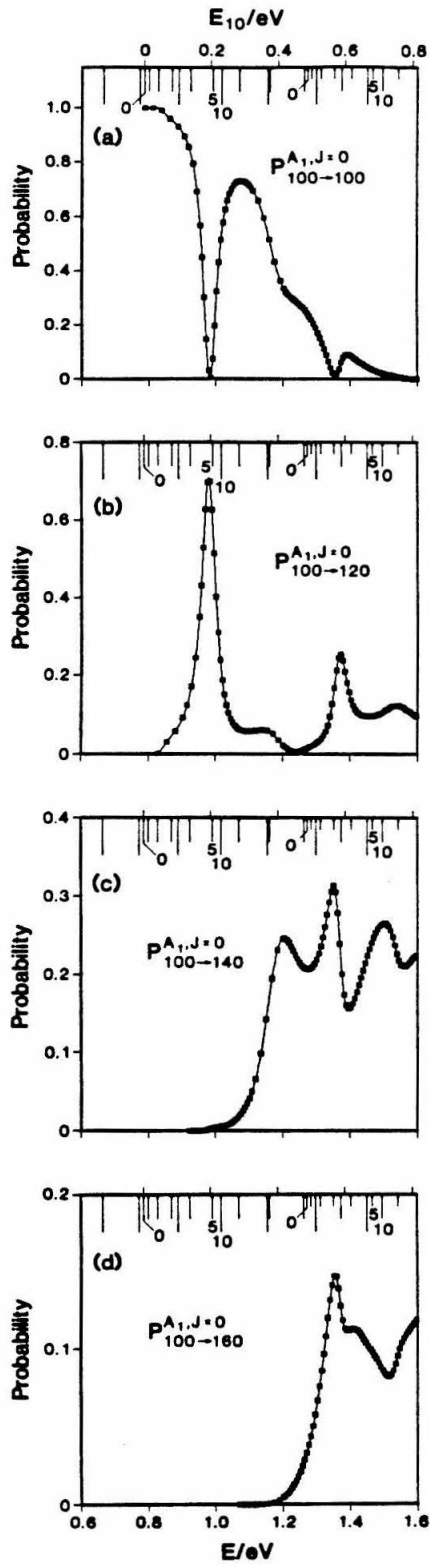 E₁₀/eV
0 0.2 0.4 0.6 0.8
0 5 10 0 5 10
(a)
P^{A₁,J=0}_{100→100}
Probability
1.0
0.8
0.6
0.4
0.2
0
0.8
0 5 10 0 5 10
(b)
P^{A₁,J=0}_{100→120}
Probability
0.6
0.4
0.2
0
0.4
0 5 10 0 5 10
(c)
P^{A₁,J=0}_{100→140}
Probability
0.3
0.2
0.1
0
0.2
0 5 10 0 5 10
(d)
P^{A₁,J=0}_{100→160}
Probability
0.1
0
0.6 0.8 1.0 1.2 1.4 1.6
E/eV